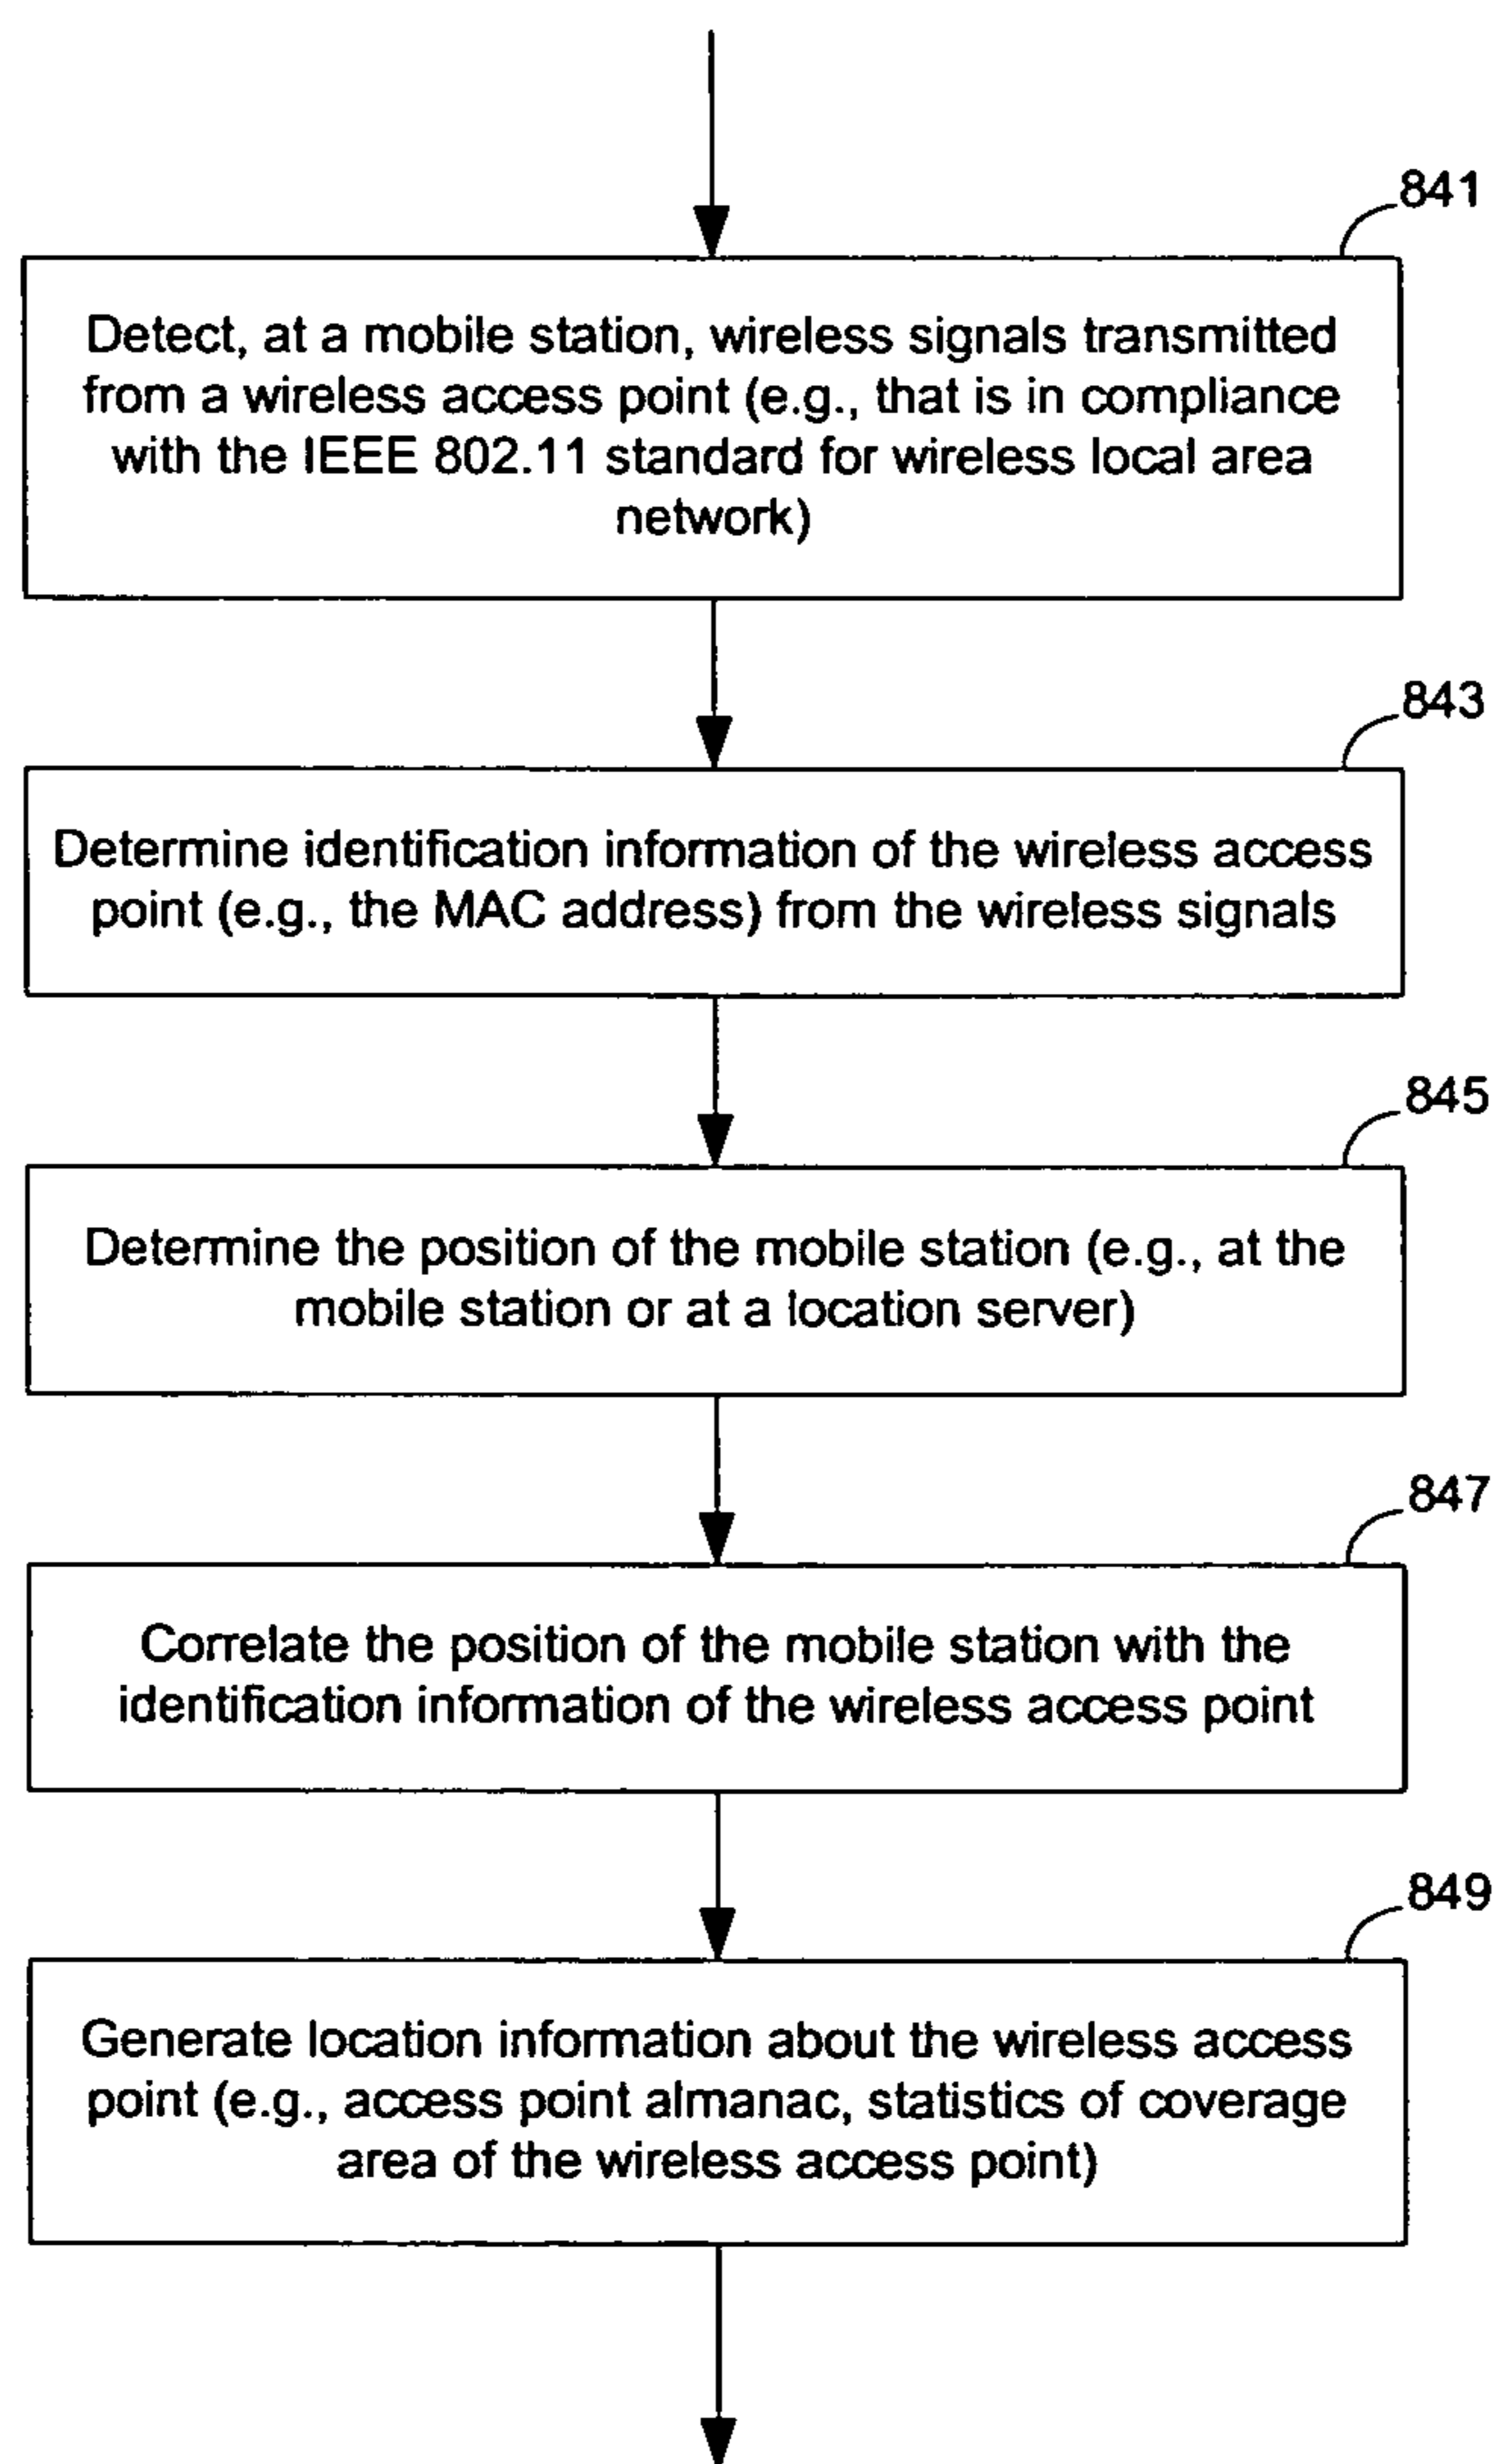 841
Detect, at a mobile station, wireless signals transmitted
from a wireless access point (e.g., that is in compliance
with the IEEE 802.11 standard for wireless local area
network)
843
Determine identification information of the wireless access
point (e.g., the MAC address) from the wireless signals
845
Determine the position of the mobile station (e.g., at the
mobile station or at a location server)
847
Correlate the position of the mobile station with the
identification information of the wireless access point
849
Generate location information about the wireless access
point (e.g., access point almanac, statistics of coverage
area of the wireless access point)